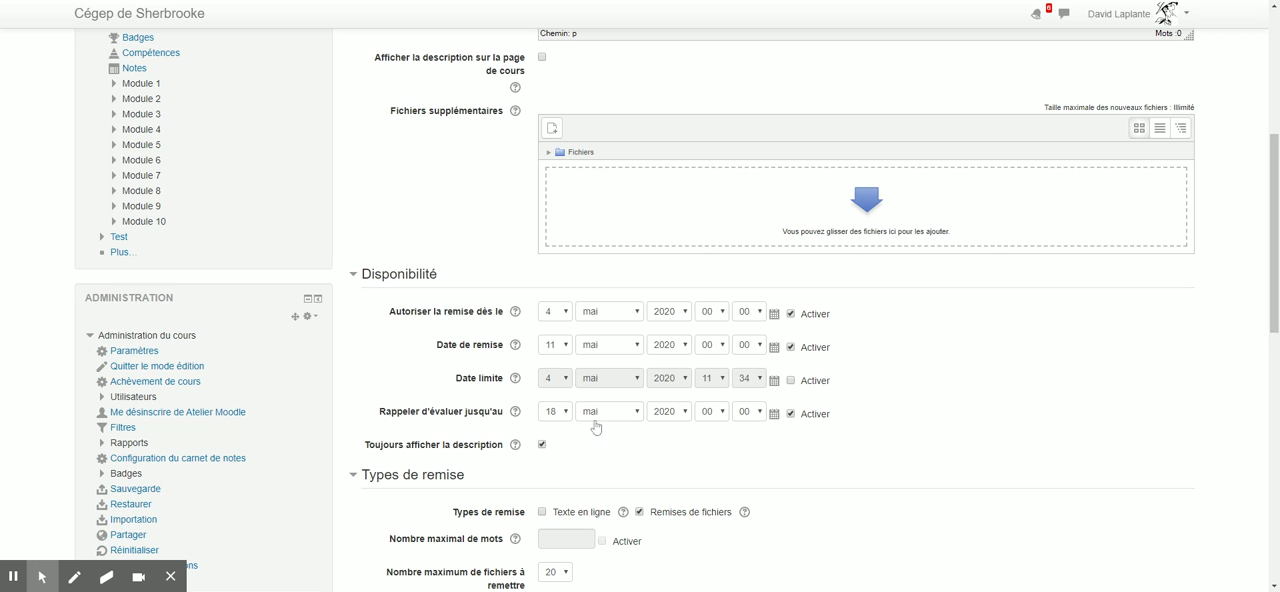 Cégep de Sherbrooke
6
David Laplante
Badges
Compétences
Notes
Module 1
Module 2
Module 3
Module 4
Module 5
Module 6
Module 7
Module 8
Module 9
Module 10
Test
Plus…
ADMINISTRATION
Administration du cours
Paramètres
Quitter le mode édition
Achèvement de cours
Utilisateurs
Me désinscrire de Atelier Moodle
Filtres
Rapports
Configuration du carnet de notes
Badges
Sauvegarde
Restaurer
Importation
Partager
Réinitialiser
ons
Chemin: p
Mots :0
Afficher la description sur la page
de cours
Fichiers supplémentaires
Taille maximale des nouveaux fichiers : Illimité
Fichiers
Vous pouvez glisser des fichiers ici pour les ajouter.
Disponibilité
Autoriser la remise dès le 4 mai 2020 00 00 Activer
Date de remise 11 mai 2020 00 00 Activer
Date limite 4 mai 2020 11 34 Activer
Rappeler d'évaluer jusqu'au 18 mai 2020 00 00 Activer
Toujours afficher la description
Types de remise
Types de remise Texte en ligne Remises de fichiers
Nombre maximal de mots Activer
Nombre maximum de fichiers à 20
remettre